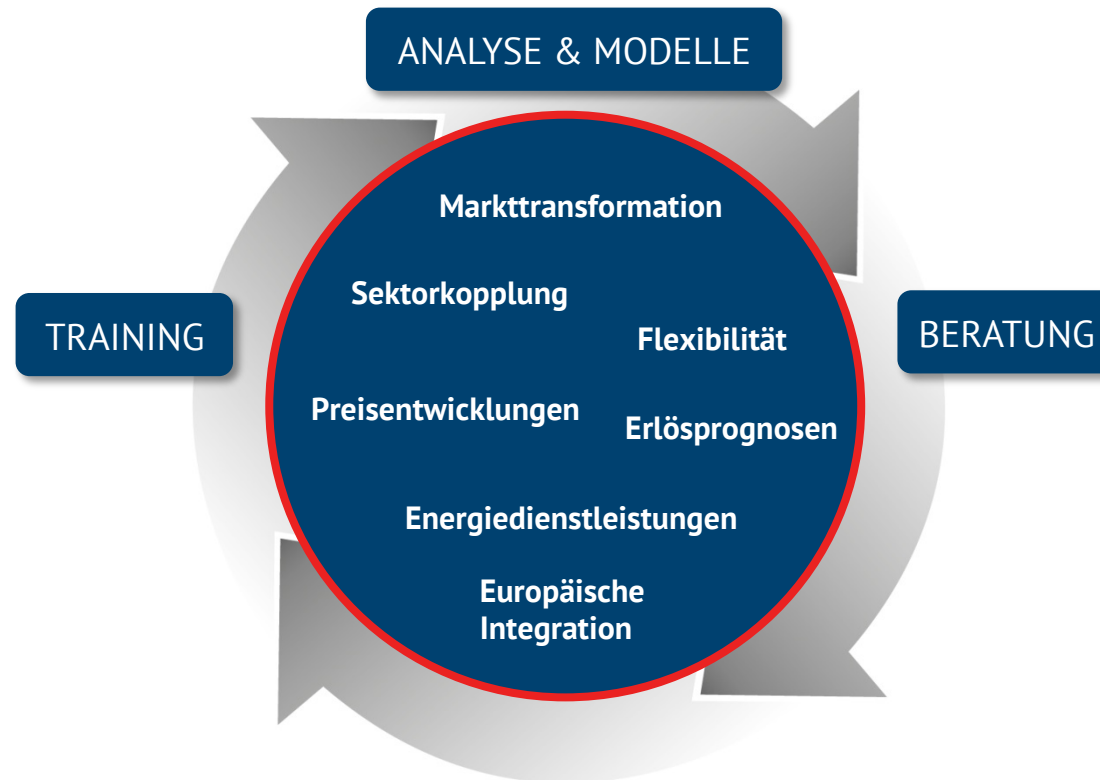 ANALYSE & MODELLE
Markttransformation
Sektorkopplung
TRAINING
Flexibilität
BERATUNG
Preisentwicklungen
Erlösprognosen
Energiedienstleistungen
Europäische
Integration